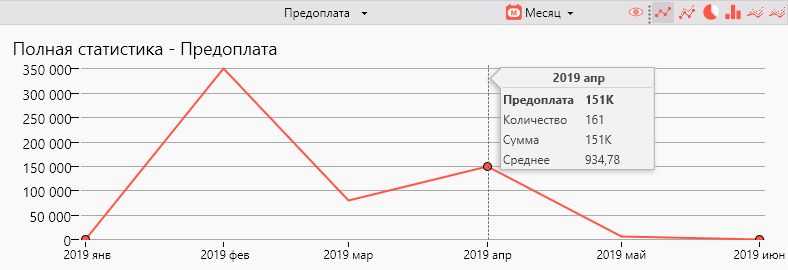 Предоплата Месяц
Полная статистика - Предоплата
350 000
300 000
250 000
200 000
150 000
100 000
50 000
0
2019 апр
Предоплата 151K
Количество 161
Сумма 151K
Среднее 934,78
2019 янв 2019 фев 2019 мар 2019 апр 2019 май 2019 июн